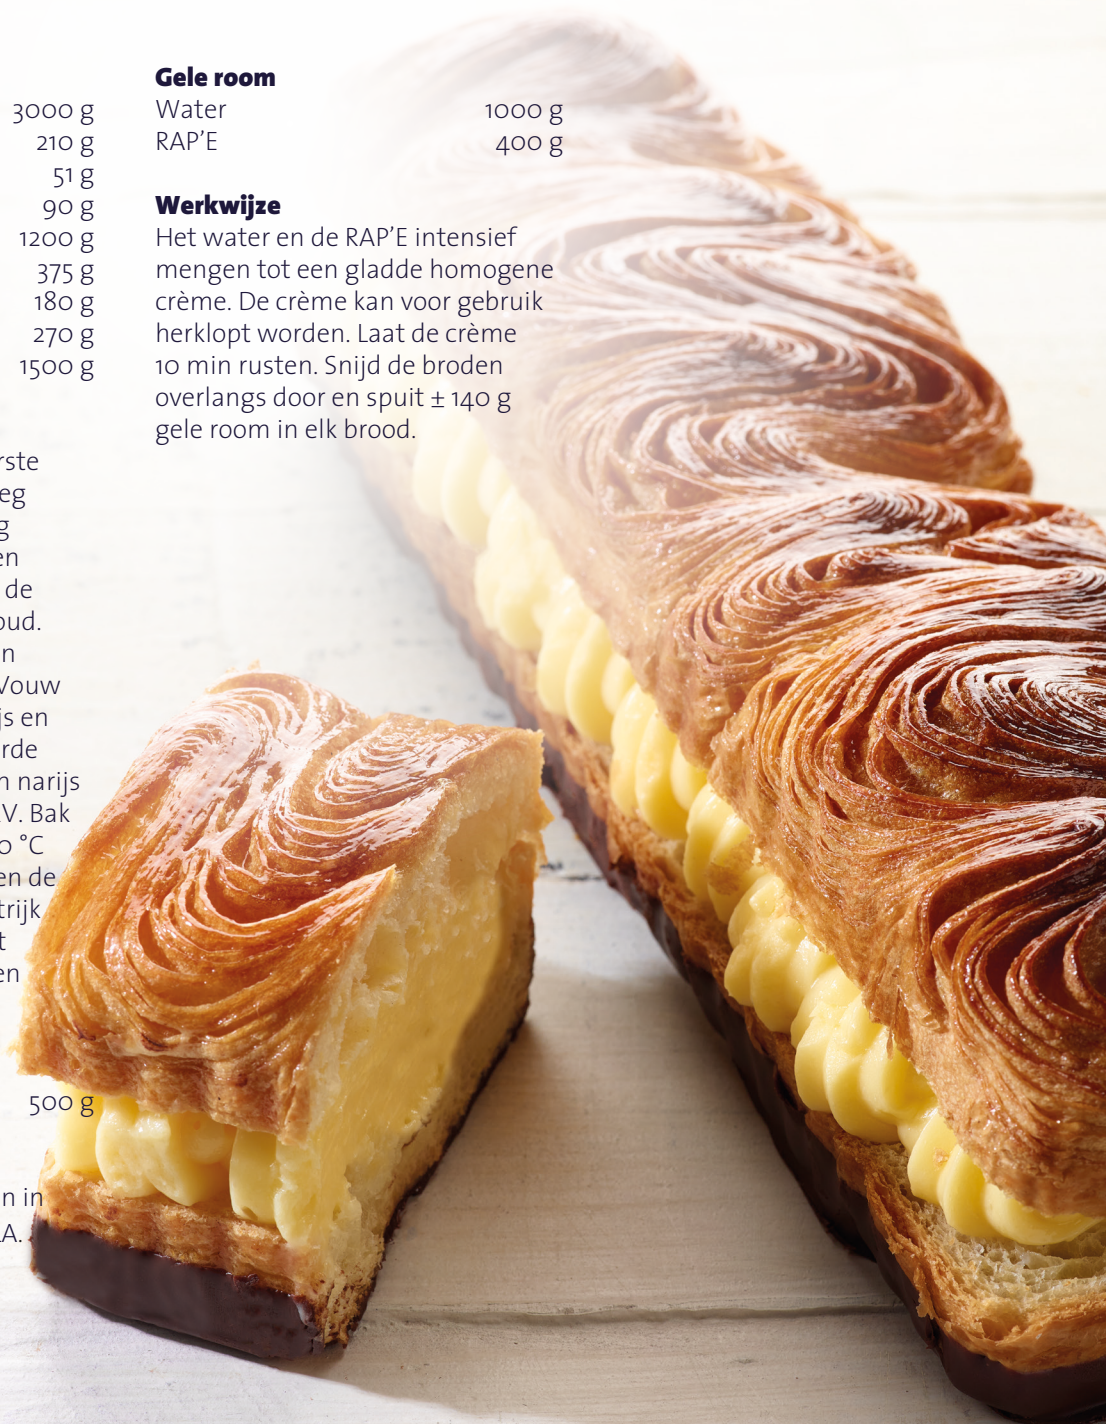 3000 g
210 g
51 g
90 g
1200 g
375 g
180 g
270 g
1500 g
rste
eg
g
en
de
oud.
n
Vouw
js en
rde
n narijs
V. Bak
0 °C
en de
trijk
t
en
500 g
n in
A.
Gele room
Water 1000 g
RAP'E 400 g
Werkwijze
Het water en de RAP'E intensief
mengen tot een gladde homogene
crème. De crème kan voor gebruik
herklopt worden. Laat de crème
10 min rusten. Snijd de broden
overlangs door en spuit ± 140 g
gele room in elk brood.